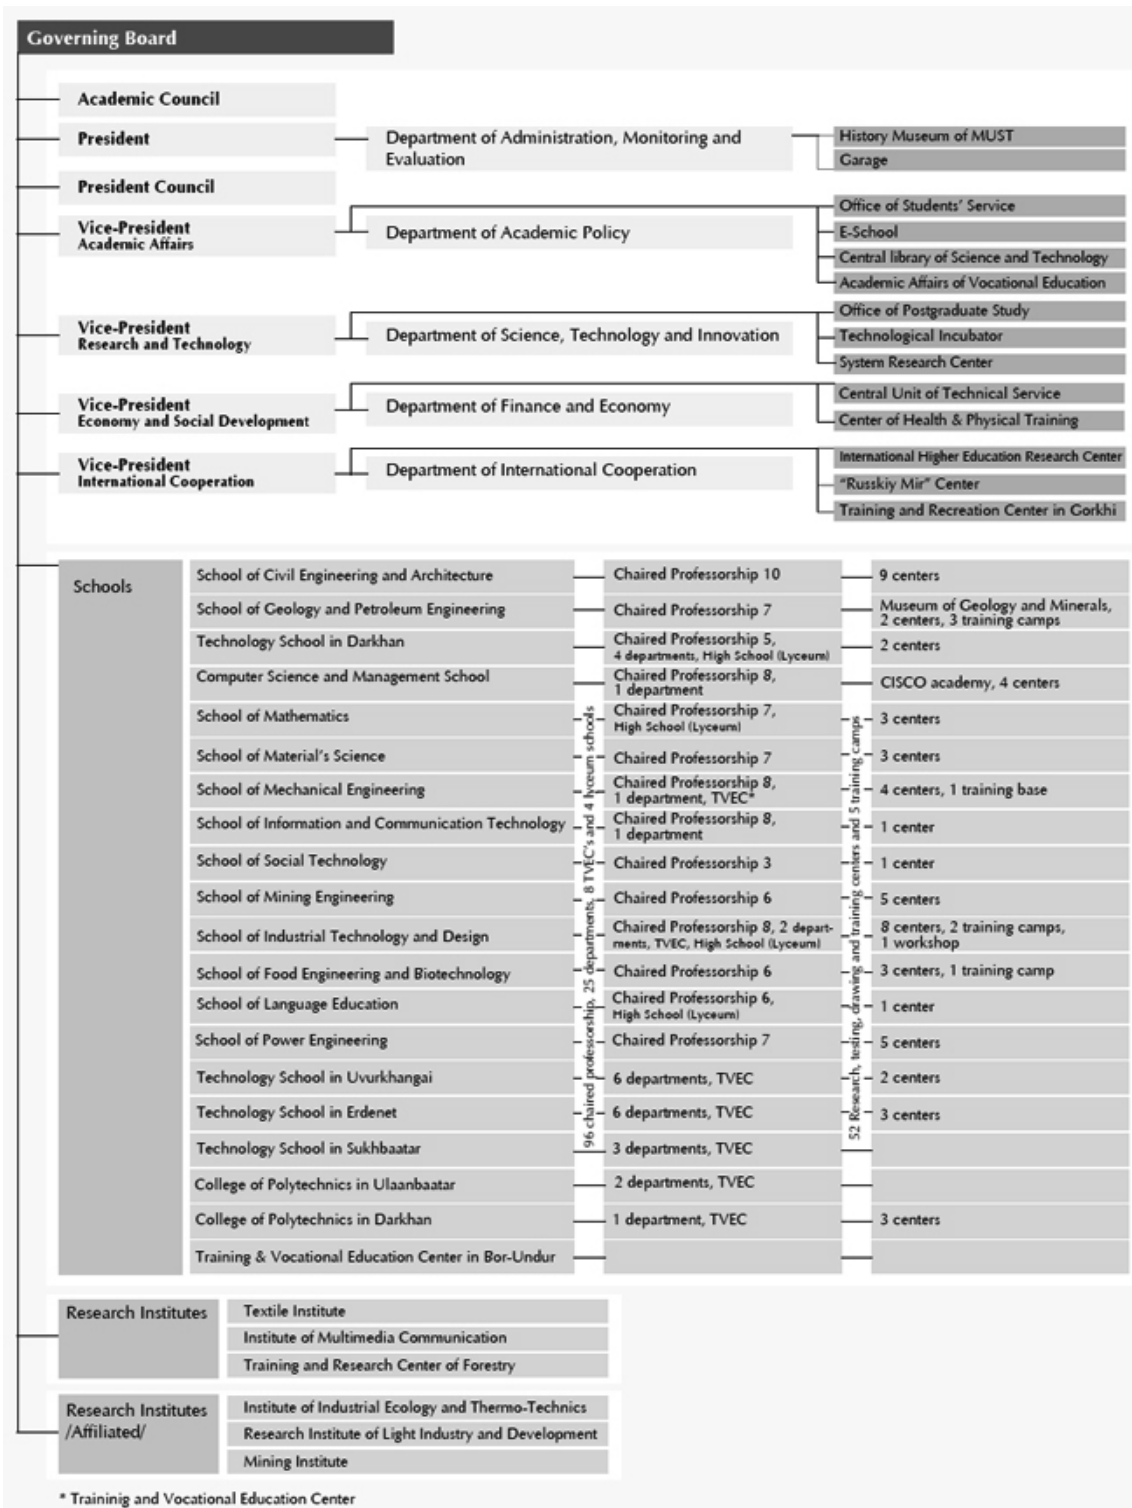 Governing Board
Academic Council
President
Department of Administration, Monitoring and
Evaluation
History Museum of MUST
Garage
President Council
Vice-President
Academic Affairs
Department of Academic Policy
Office of Students' Service
E-School
Central library of Science and Technology
Academic Affairs of Vocational Education
Vice-President
Research and Technology
Department of Science, Technology and Innovation
Office of Postgraduate Study
Technological Incubator
System Research Center
Vice-President
Economy and Social Development
Department of Finance and Economy
Central Unit of Technical Service
Center of Health & Physical Training
Vice-President
International Cooperation
Department of International Cooperation
International Higher Education Research Center
"Russkiy Mir" Center
Training and Recreation Center in Gorkhi
Schools
School of Civil Engineering and Architecture
Chaired Professorship 10
9 centers
School of Geology and Petroleum Engineering
Chaired Professorship 7
Museum of Geology and Minerals,
2 centers, 3 training camps
Technology School in Darkhan
Chaired Professorship 5,
4 departments, High School (Lyceum)
2 centers
Computer Science and Management School
Chaired Professorship 8,
1 department
CISCO academy, 4 centers
School of Mathematics
Chaired Professorship 7,
High School (Lyceum)
3 centers
School of Material's Science
Chaired Professorship 7
3 centers
School of Mechanical Engineering
Chaired Professorship 8,
1 department, TVEC*
4 centers, 1 training base
School of Information and Communication Technology
Chaired Professorship 8,
1 department
1 center
School of Social Technology
Chaired Professorship 3
1 center
School of Mining Engineering
Chaired Professorship 6
5 centers
School of Industrial Technology and Design
Chaired Professorship 8, 2 depart-
ments, TVEC, High School (Lyceum)
8 centers, 2 training camps,
1 workshop
School of Food Engineering and Biotechnology
Chaired Professorship 6
3 centers, 1 training camp
School of Language Education
Chaired Professorship 6,
High School (Lyceum)
1 center
School of Power Engineering
Chaired Professorship 7
5 centers
Technology School in Uvurkhangai
6 departments, TVEC
2 centers
Technology School in Erdenet
6 departments, TVEC
3 centers
Technology School in Sukhbaatar
3 departments, TVEC
College of Polytechnics in Ulaanbaatar
2 departments, TVEC
College of Polytechnics in Darkhan
1 department, TVEC
3 centers
Training & Vocational Education Center in Bor-Undur
96 chaired professorship, 25 departments, 8 TVEC's and 4 lyceum schools
52 Research, testing, drawing and training centers and 5 training camps
Research Institutes
Textile Institute
Institute of Multimedia Communication
Training and Research Center of Forestry
Research Institutes
/Affiliated/
Institute of Industrial Ecology and Thermo-Technics
Research Institute of Light Industry and Development
Mining Institute
* Traininig and Vocational Education Center